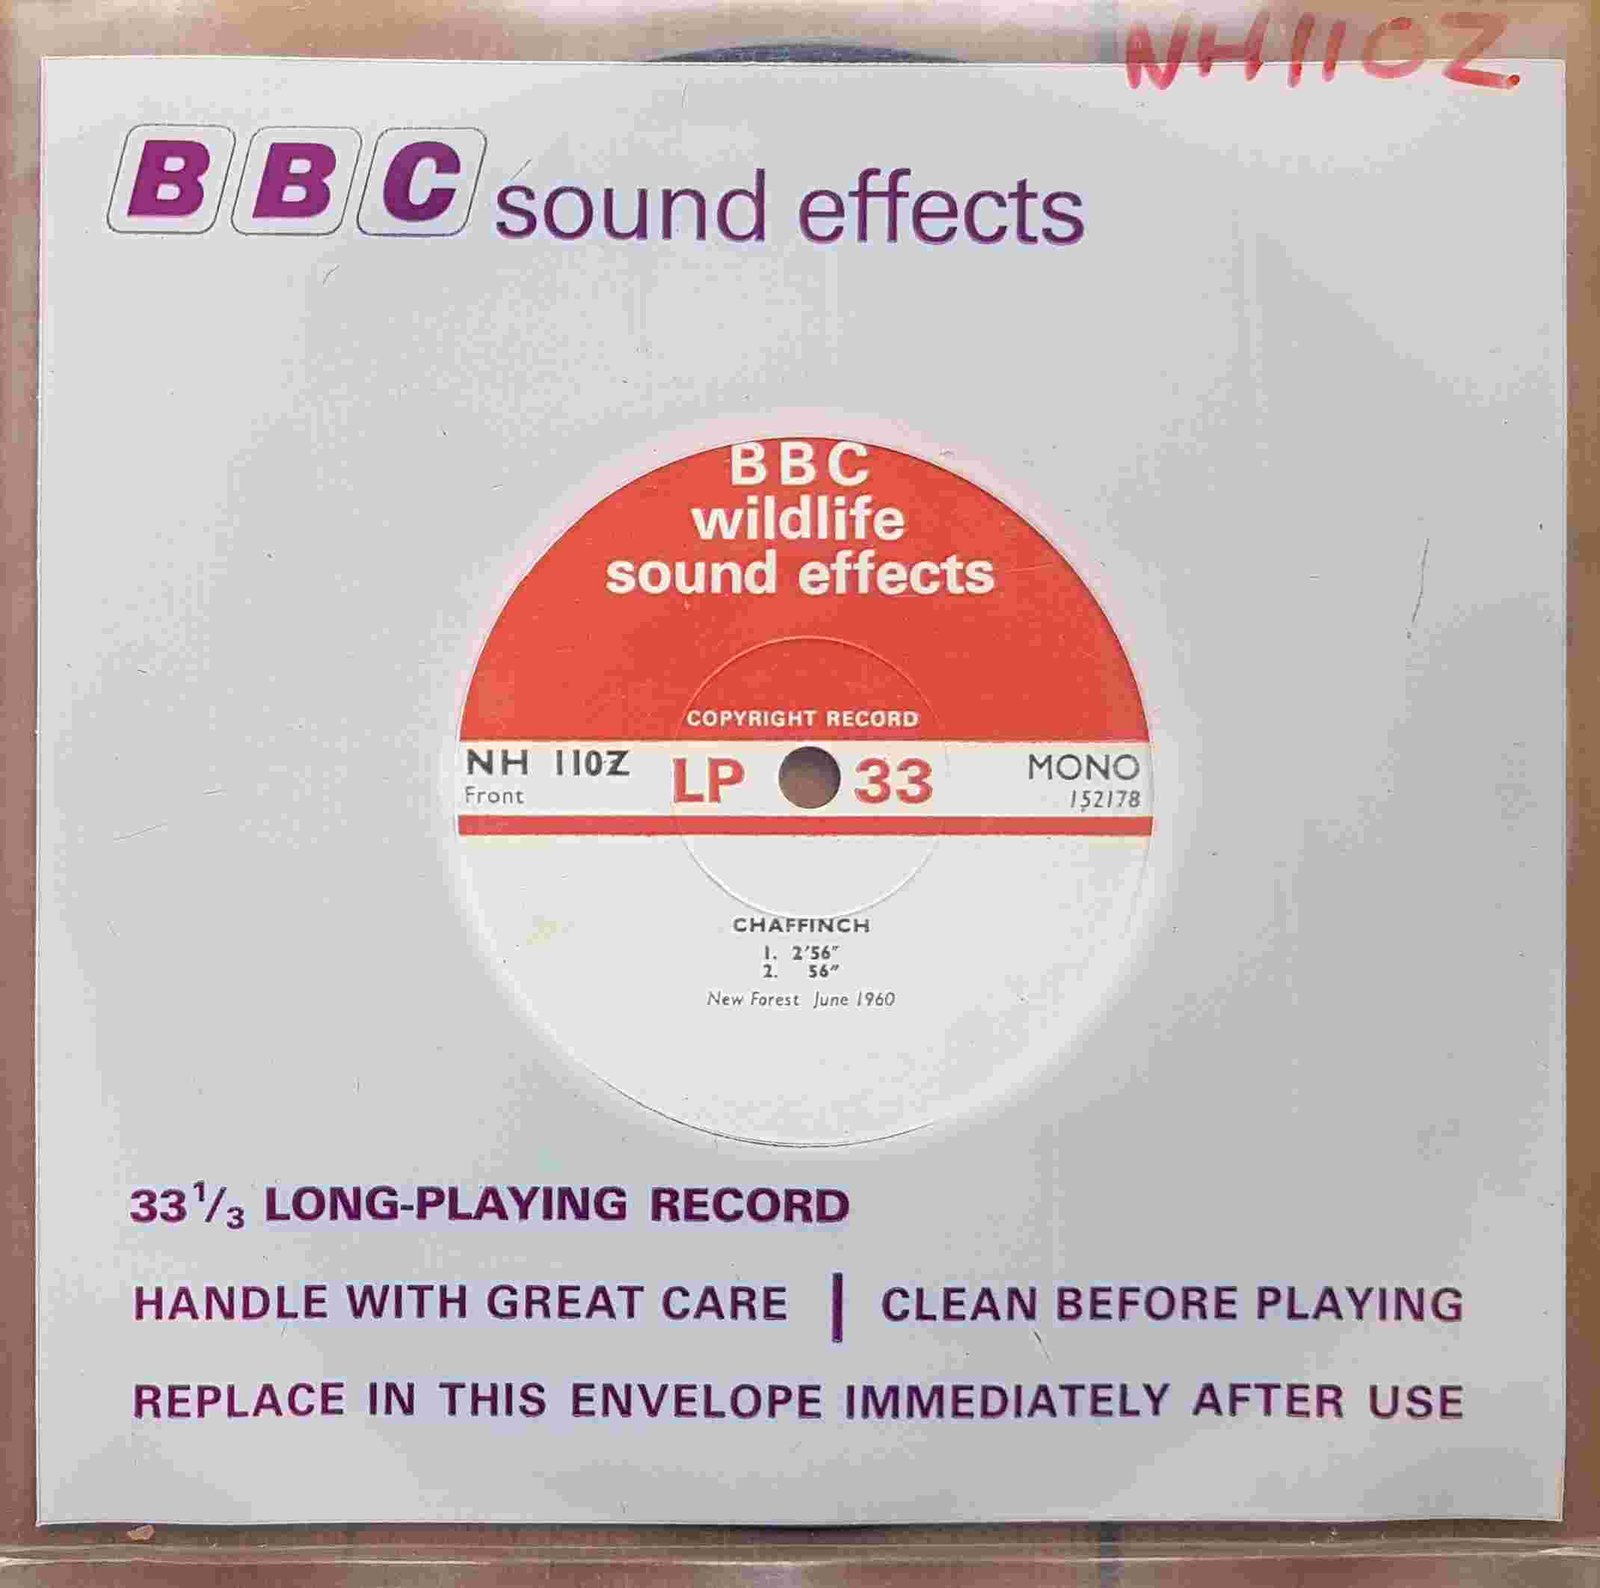 NH110Z.
BBC sound effects
BBC
wildlife
sound effects
COPYRIGHT RECORD
NH 110Z LP 33 MONO
Front 152178
CHAFFINCH
1. 2'56"
2. 56"
New Forest June 1960
33 1/3 LONG-PLAYING RECORD
HANDLE WITH GREAT CARE | CLEAN BEFORE PLAYING
REPLACE IN THIS ENVELOPE IMMEDIATELY AFTER USE